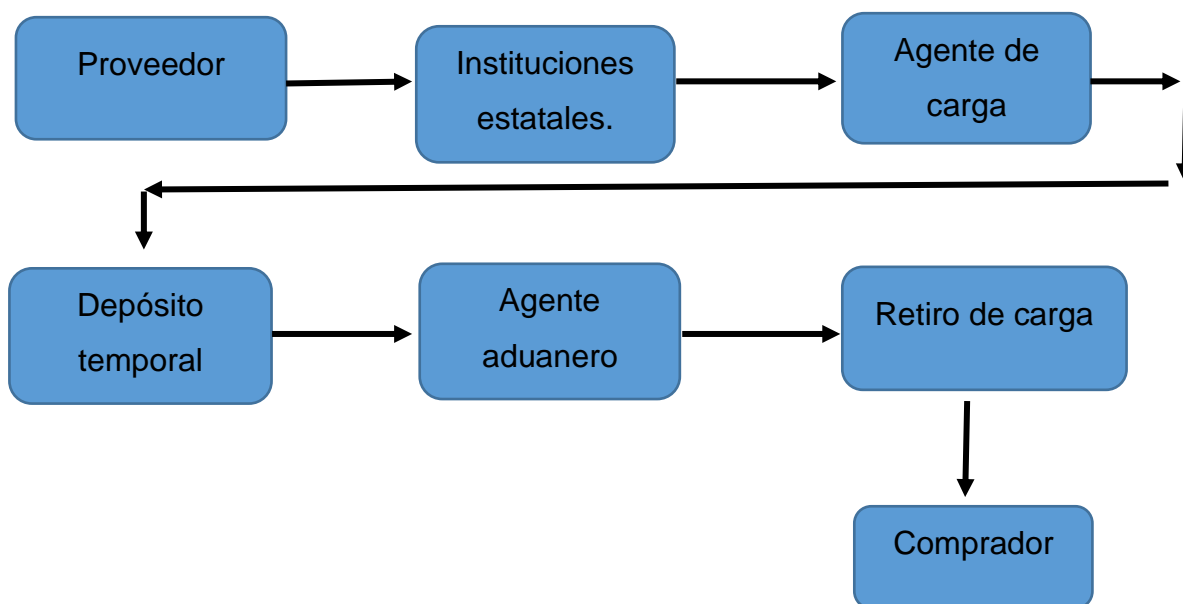 Proveedor
Instituciones
estatales.
Agente de
carga
Depósito
temporal
Agente
aduanero
Retiro de carga
Comprador